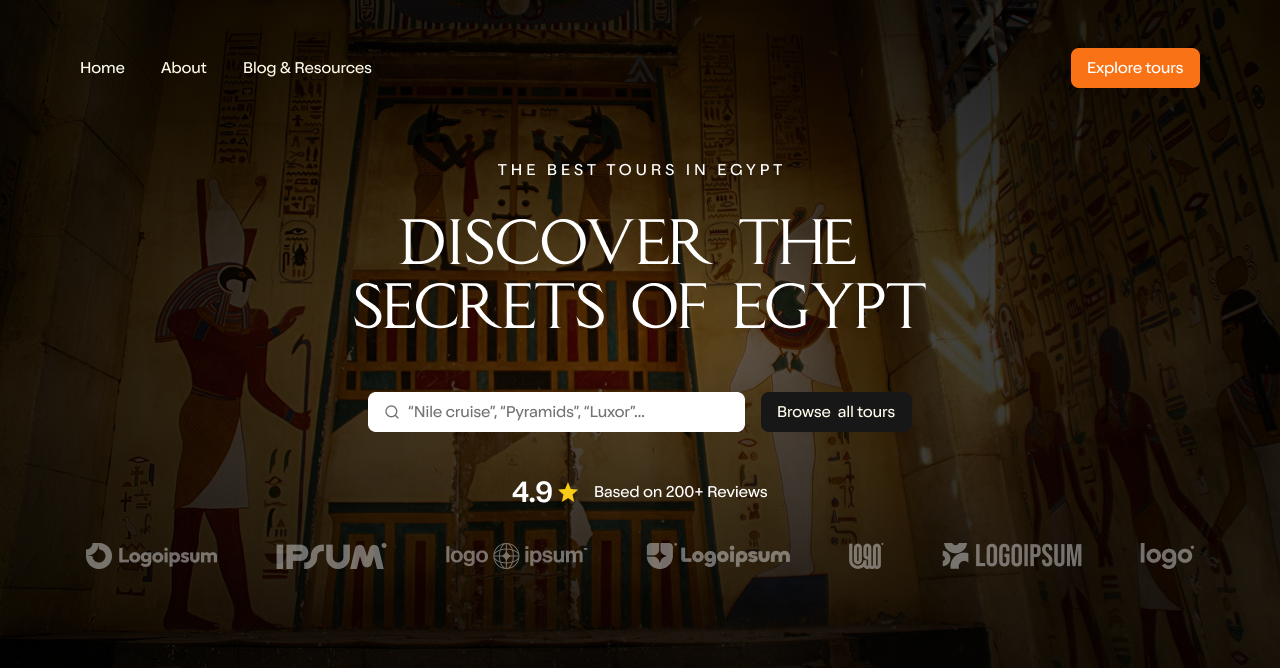 Home About Blog & Resources Explore tours
THE BEST TOURS IN EGYPT
DISCOVER THE
SECRETS OF EGYPT
“Nile cruise”, “Pyramids”, “Luxor”... Browse all tours
4.9 Based on 200+ Reviews
Logoipsum IPSUM logo ipsum Logoipsum logo LOGOIPSUM logo